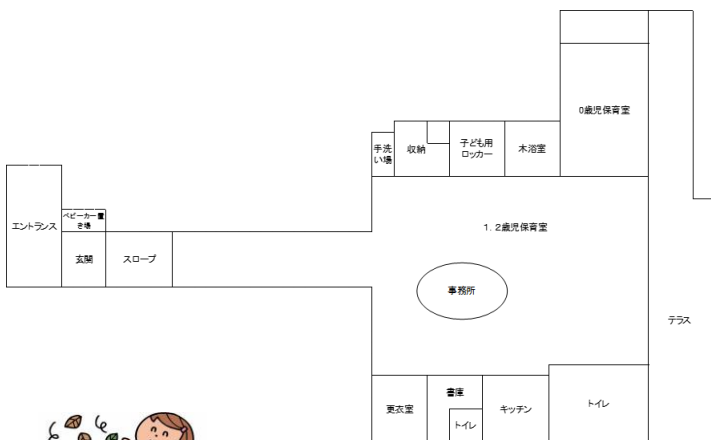 0歳児保育室
手洗
い場
収納
子ども用
ロッカー
木浴室
ベビーカー置
き場
エントランス
1．2歳児保育室
玄関
スロープ
事務所
テラス
更衣室
書庫
トイレ
キッチン
トイレ